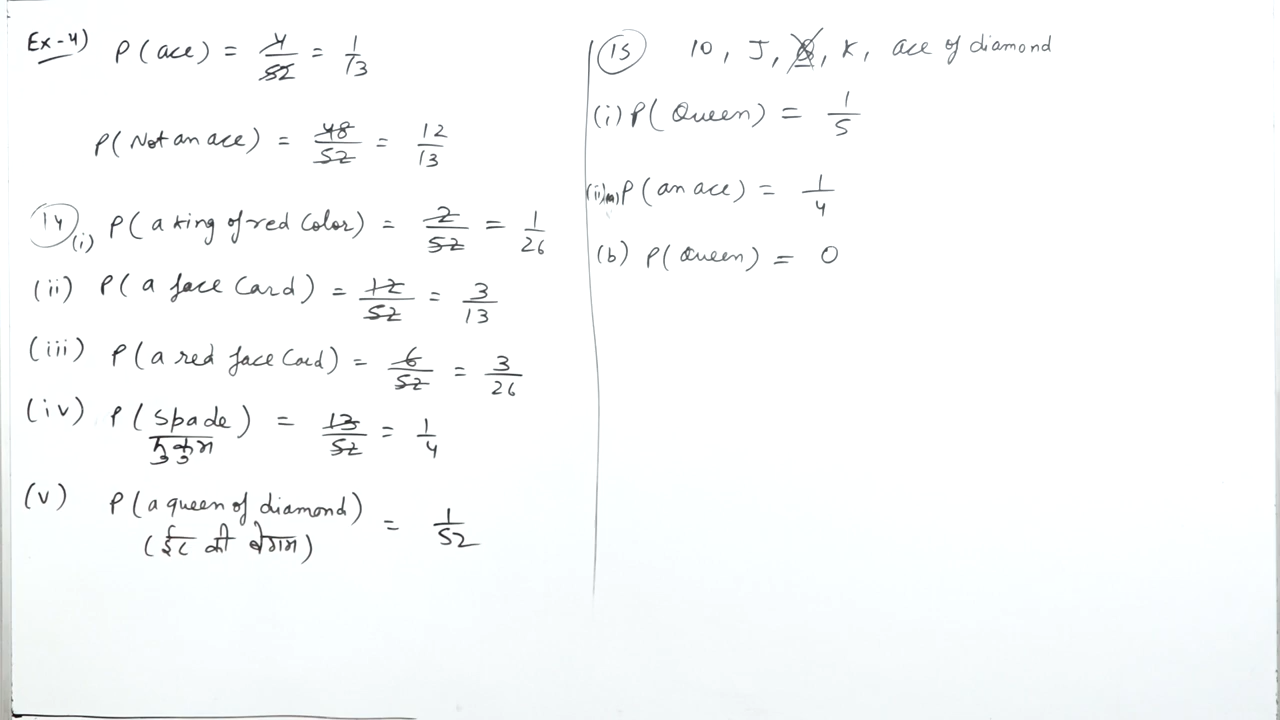 Ex-4) P(ace) = 4/52 = 1/13
P(Not an ace) = 48/52 = 12/13
14 (i) P(a king of red color) = 2/52 = 1/26
(ii) P(a face Card) = 12/52 = 3/13
(iii) P(a red face Card) = 6/52 = 3/26
(iv) P(spade) = 13/52 = 1/4
हुकुम
(v) P(a queen of diamond) = 1/52
(ईंट की बेगम)
15 10, J, Q, K, ace of diamond
(i) P(Queen) = 1/5
(ii)(a) P(an ace) = 1/4
(b) P(Queen) = 0